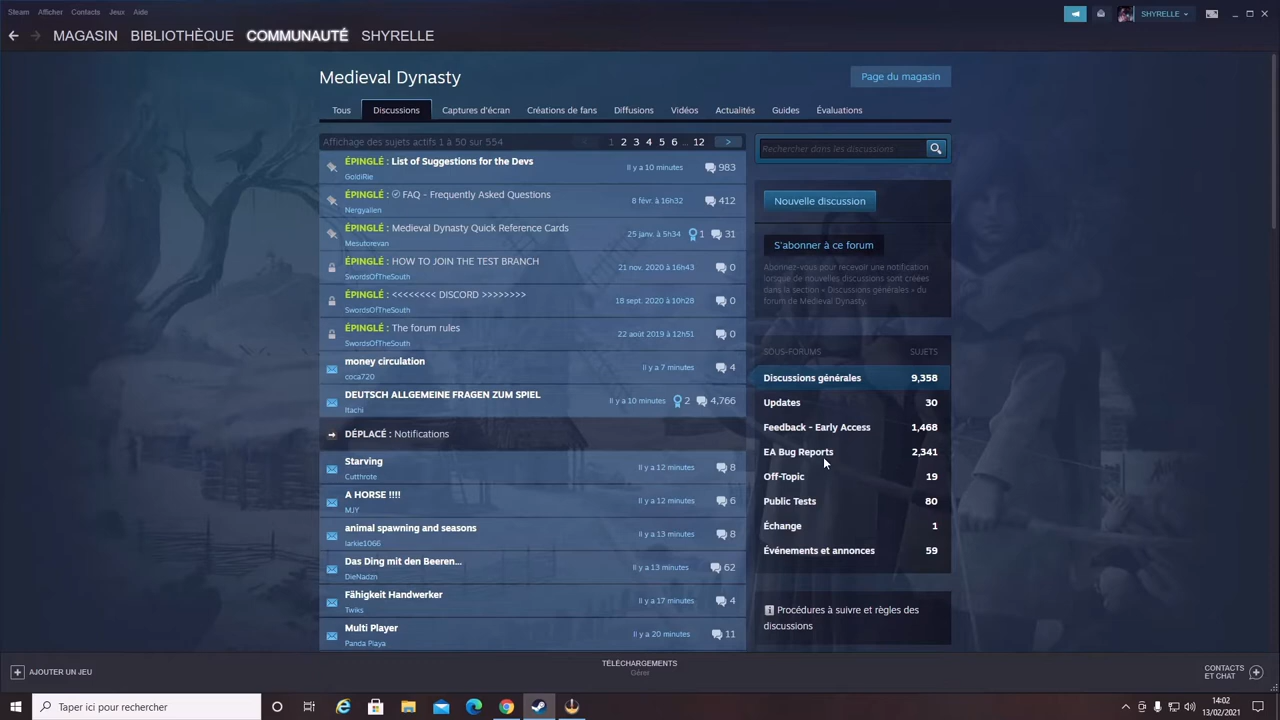 Steam Afficher Contacts Jeux Aide
SHYRELLE
MAGASIN BIBLIOTHÈQUE COMMUNAUTÉ SHYRELLE
Medieval Dynasty
Page du magasin
Tous Discussions Captures d'écran Créations de fans Diffusions Vidéos Actualités Guides Évaluations
Affichage des sujets actifs 1 à 50 sur 554
1 2 3 4 5 6 ... 12 >
ÉPINGLÉ : List of Suggestions for the Devs
GoldiRie
Il y a 10 minutes 983
ÉPINGLÉ : FAQ - Frequently Asked Questions
Nergyalien
8 févr. à 16h32 412
ÉPINGLÉ : Medieval Dynasty Quick Reference Cards
Mesutorevan
25 janv. à 5h34 1 31
ÉPINGLÉ : HOW TO JOIN THE TEST BRANCH
SwordsOfTheSouth
21 nov. 2020 à 16h43 0
ÉPINGLÉ : <<<<<<<< DISCORD >>>>>>>>
SwordsOfTheSouth
18 sept. 2020 à 10h28 0
ÉPINGLÉ : The forum rules
SwordsOfTheSouth
22 août 2019 à 12h51 0
money circulation
coca720
Il y a 7 minutes 4
DEUTSCH ALLGEMEINE FRAGEN ZUM SPIEL
Itachi
Il y a 10 minutes 2 4,766
DÉPLACÉ : Notifications
Starving
Cutthrote
Il y a 12 minutes 8
A HORSE !!!!
MJY
Il y a 12 minutes 6
animal spawning and seasons
larkie1066
Il y a 13 minutes 8
Das Ding mit den Beeren...
DieNadzn
Il y a 13 minutes 62
Fähigkeit Handwerker
Twiks
Il y a 17 minutes 4
Multi Player
Panda Piaya
Il y a 20 minutes 11
Rechercher dans les discussions
Nouvelle discussion
S'abonner à ce forum
Abonnez-vous pour recevoir une notification
lorsque de nouvelles discussions sont créées
dans la section « Discussions générales » du
forum de Medieval Dynasty.
SOUS-FORUMS SUJETS
Discussions générales 9,358
Updates 30
Feedback - Early Access 1,468
EA Bug Reports 2,341
Off-Topic 19
Public Tests 80
Échange 1
Événements et annonces 59
Procédures à suivre et règles des
discussions
AJOUTER UN JEU
TÉLÉCHARGEMENTS
Gérer
CONTACTS
ET CHAT
Taper ici pour rechercher
14:02
13/02/2021